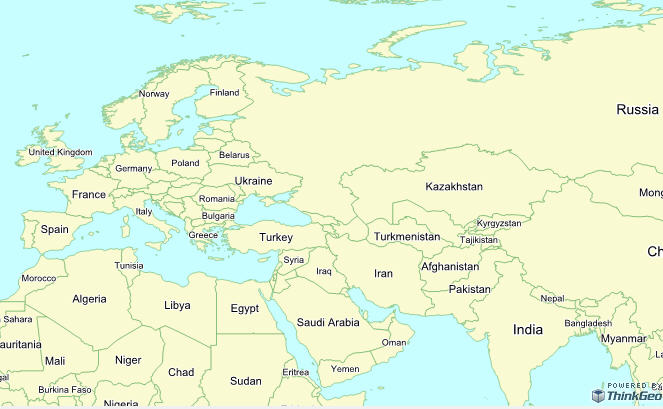 Norway
Finland
Russia
United Kingdom
Germany
Poland
Belarus
France
Ukraine
Kazakhstan
Mong
Romania
Spain
Italy
Bulgaria
Kyrgyzstan
Greece
Turkey
Turkmenistan
Tajikistan
Ch
Tunisia
Syria
Morocco
Iraq
Iran
Afghanistan
Pakistan
Algeria
Libya
Egypt
Nepal
Sahara
Saudi Arabia
India
Bangladesh
auritania
Oman
Myanmar
Mali
Niger
Chad
Yemen
La
gal
Burkina Faso
Sudan
Eritrea
POWERED BY
ThinkGeo